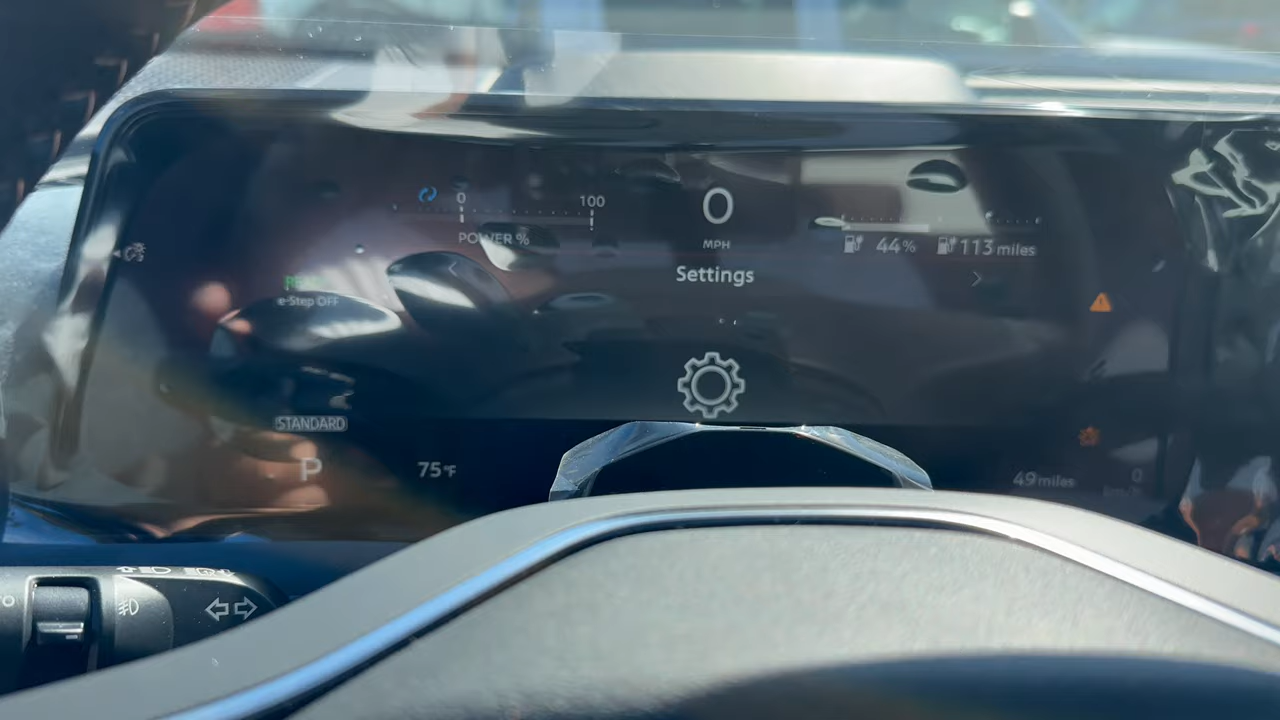 0 100
POWER %
0
MPH
44% 113 miles
Settings
e-Step OFF
STANDARD
P
75°F
49 miles
0